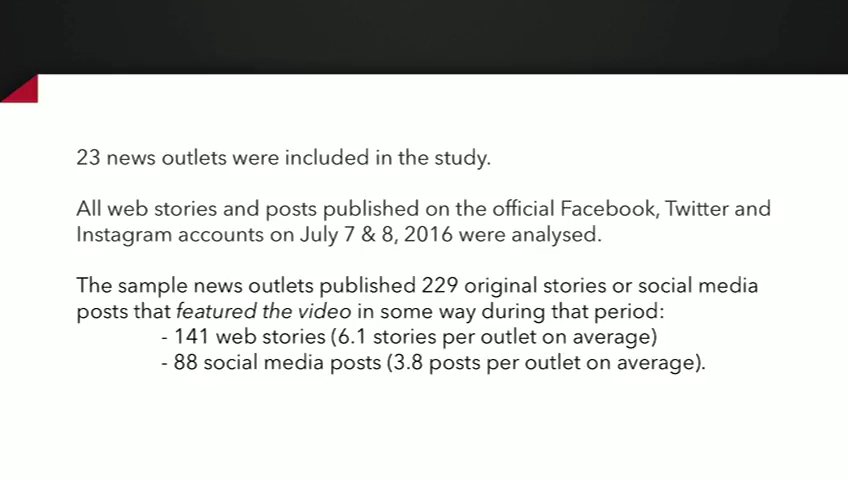 23 news outlets were included in the study.
All web stories and posts published on the official Facebook, Twitter and
Instagram accounts on July 7 & 8, 2016 were analysed.
The sample news outlets published 229 original stories or social media
posts that featured the video in some way during that period:
- 141 web stories (6.1 stories per outlet on average)
- 88 social media posts (3.8 posts per outlet on average).